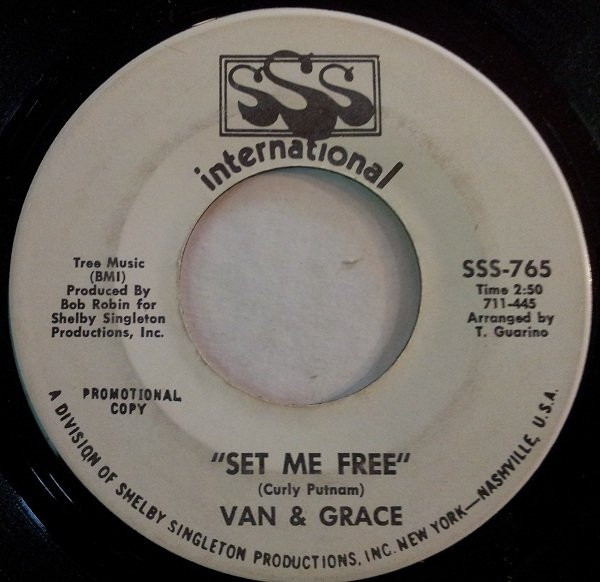 SSS
international
Tree Music
(BMI)
Produced By
Bob Robin for
Shelby Singleton
Productions, Inc.
SSS-765
Time 2:50
711-445
Arranged by
T. Guarino
PROMOTIONAL
COPY
"SET ME FREE"
(Curly Putnam)
VAN & GRACE
A DIVISION OF SHELBY SINGLETON PRODUCTIONS, INC. NEW YORK—NASHVILLE, U.S.A.